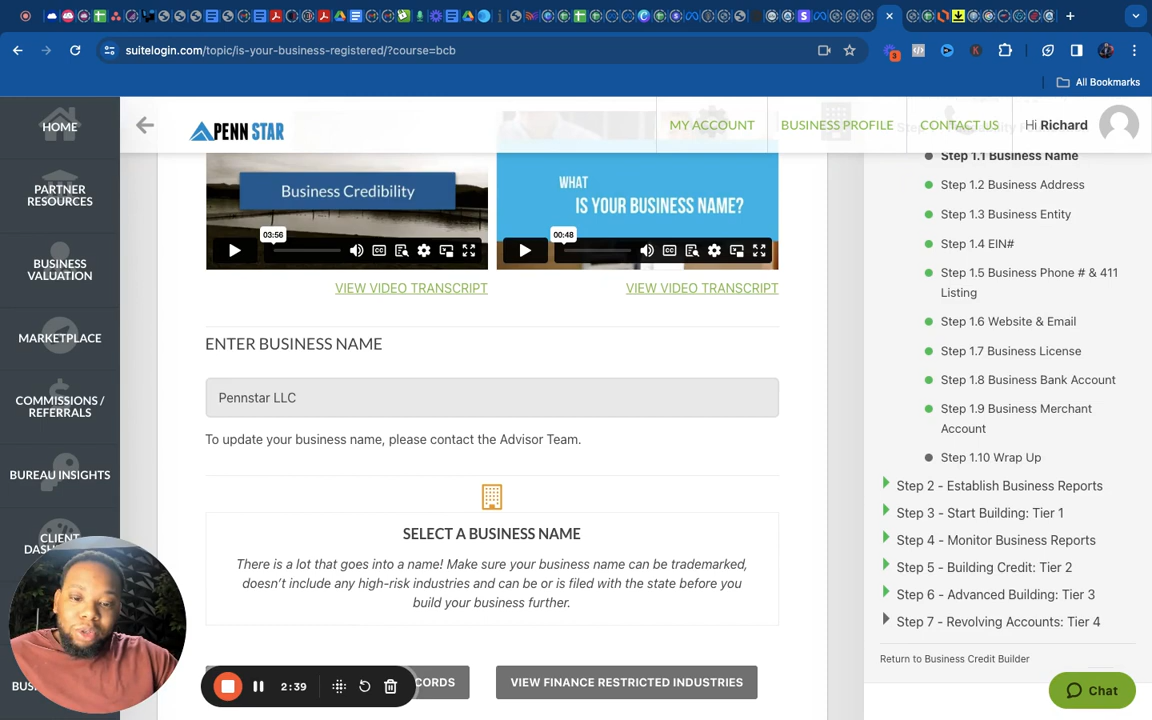 suitelogin.com/topic/is-your-business-registered/?course=bcb
3
All Bookmarks
HOME
PARTNER
RESOURCES
BUSINESS
VALUATION
MARKETPLACE
COMMISSIONS /
REFERRALS
BUREAU INSIGHTS
CLIENT
PENN STAR
MY ACCOUNT
BUSINESS PROFILE
CONTACT US
Hi Richard
Business Credibility
03:56
CC
WHAT
IS YOUR BUSINESS NAME?
00:48
CC
VIEW VIDEO TRANSCRIPT
VIEW VIDEO TRANSCRIPT
ENTER BUSINESS NAME
Pennstar LLC
To update your business name, please contact the Advisor Team.
SELECT A BUSINESS NAME
There is a lot that goes into a name! Make sure your business name can be trademarked,
doesn't include any high-risk industries and can be or is filed with the state before you
build your business further.
CORDS
VIEW FINANCE RESTRICTED INDUSTRIES
2:39
Step 1.1 Business Name
Step 1.2 Business Address
Step 1.3 Business Entity
Step 1.4 EIN#
Step 1.5 Business Phone # & 411
Listing
Step 1.6 Website & Email
Step 1.7 Business License
Step 1.8 Business Bank Account
Step 1.9 Business Merchant
Account
Step 1.10 Wrap Up
Step 2 - Establish Business Reports
Step 3 - Start Building: Tier 1
Step 4 - Monitor Business Reports
Step 5 - Building Credit: Tier 2
Step 6 - Advanced Building: Tier 3
Step 7 - Revolving Accounts: Tier 4
Return to Business Credit Builder
Chat